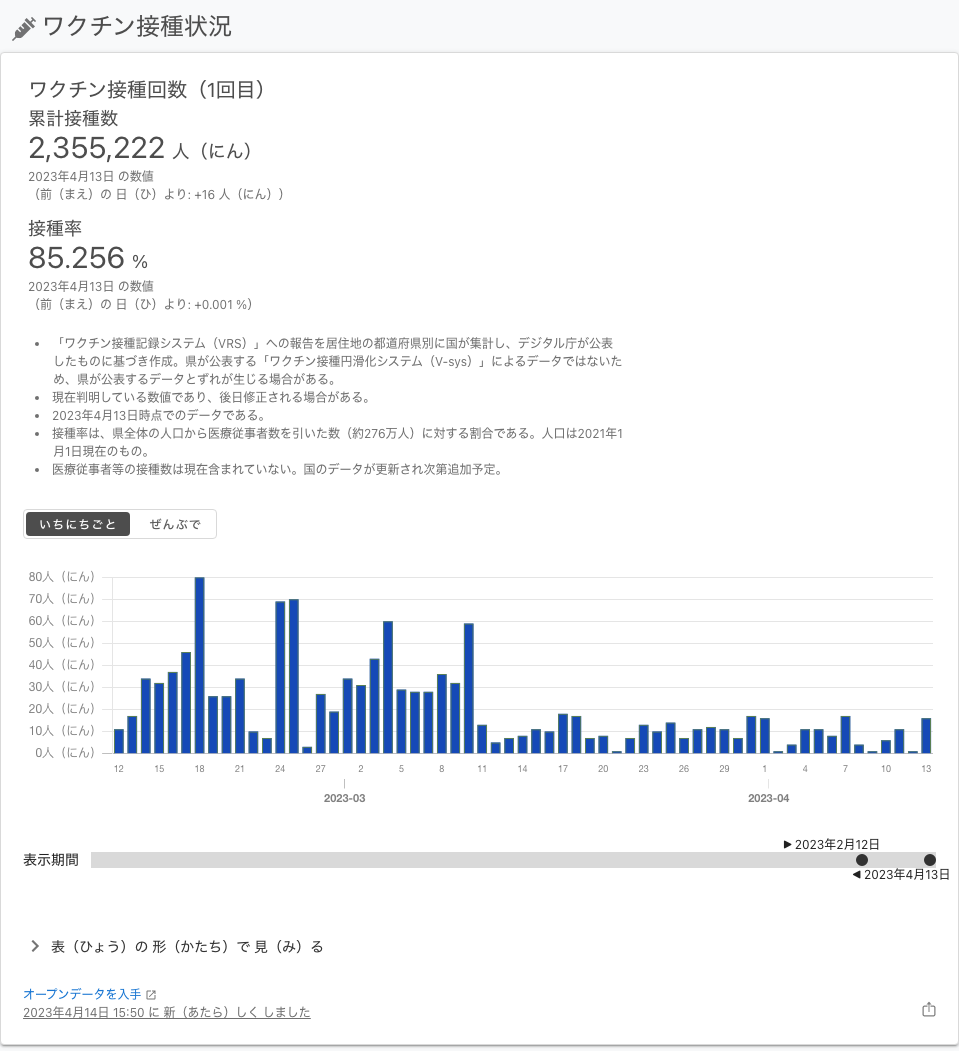 ワクチン接種状況
ワクチン接種回数（1回目）
累計接種数
2,355,222 人（にん）
2023年4月13日 の数値
（前（まえ）の 日（ひ）より: +16 人（にん））
接種率
85.256 %
2023年4月13日 の数値
（前（まえ）の 日（ひ）より: +0.001 %）
• 「ワクチン接種記録システム（VRS）」への報告を居住地の都道府県別に国が集計し、デジタル庁が公表
したものに基づき作成。県が公表する「ワクチン接種円滑化システム（V-sys）」によるデータではないた
め、県が公表するデータとずれが生じる場合がある。
• 現在判明している数値であり、後日修正される場合がある。
• 2023年4月13日時点でのデータである。
• 接種率は、県全体の人口から医療従事者数を引いた数（約276万人）に対する割合である。人口は2021年1
月1日現在のもの。
• 医療従事者等の接種数は現在含まれていない。国のデータが更新され次第追加予定。
いちにちごと ぜんぶで
80人（にん）
70人（にん）
60人（にん）
50人（にん）
40人（にん）
30人（にん）
20人（にん）
10人（にん）
0人（にん）
12 15 18 21 24 27 2 5 8 11 14 17 20 23 26 29 1 4 7 10 13
2023-03 2023-04
▶ 2023年2月12日
表示期間
◀ 2023年4月13日
表（ひょう）の 形（かたち）で 見（み）る
オープンデータを入手
2023年4月14日 15:50 に 新（あたら）しく しました